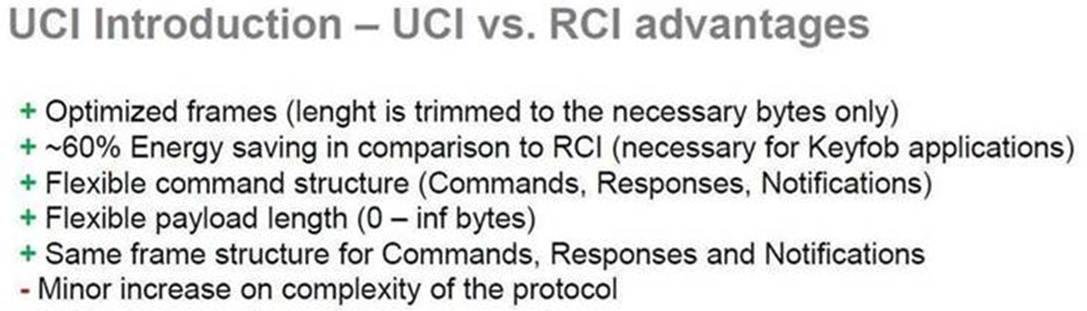 UCI Introduction – UCI vs. RCI advantages
+ Optimized frames (lenght is trimmed to the necessary bytes only)
+ ~60% Energy saving in comparison to RCI (necessary for Keyfob applications)
+ Flexible command structure (Commands, Responses, Notifications)
+ Flexible payload length (0 – inf bytes)
+ Same frame structure for Commands, Responses and Notifications
- Minor increase on complexity of the protocol